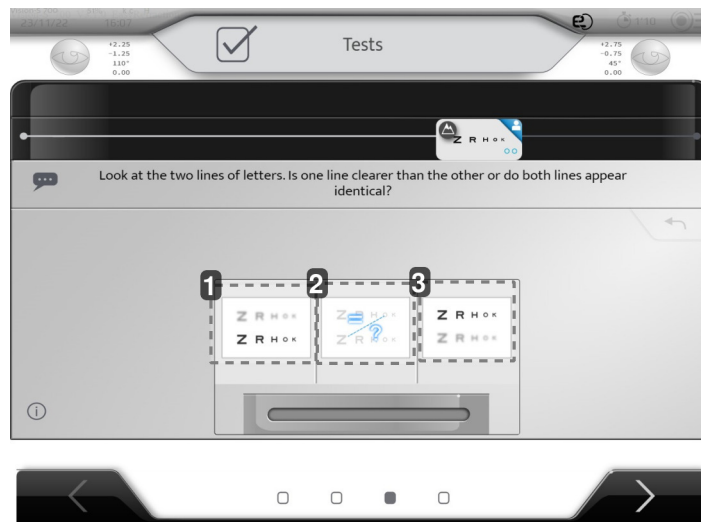 23/11/22 16:07
1'10
Tests
+2.25
-1.25
110°
0.00
+2.75
-0.75
45°
0.00
Z R H O K
Look at the two lines of letters. Is one line clearer than the other or do both lines appear
identical?
1
2
3
Z R H O K
Z R H O K
Z R H O K
=
?
Z R H O K
Z R H O K
Z R H O K
i